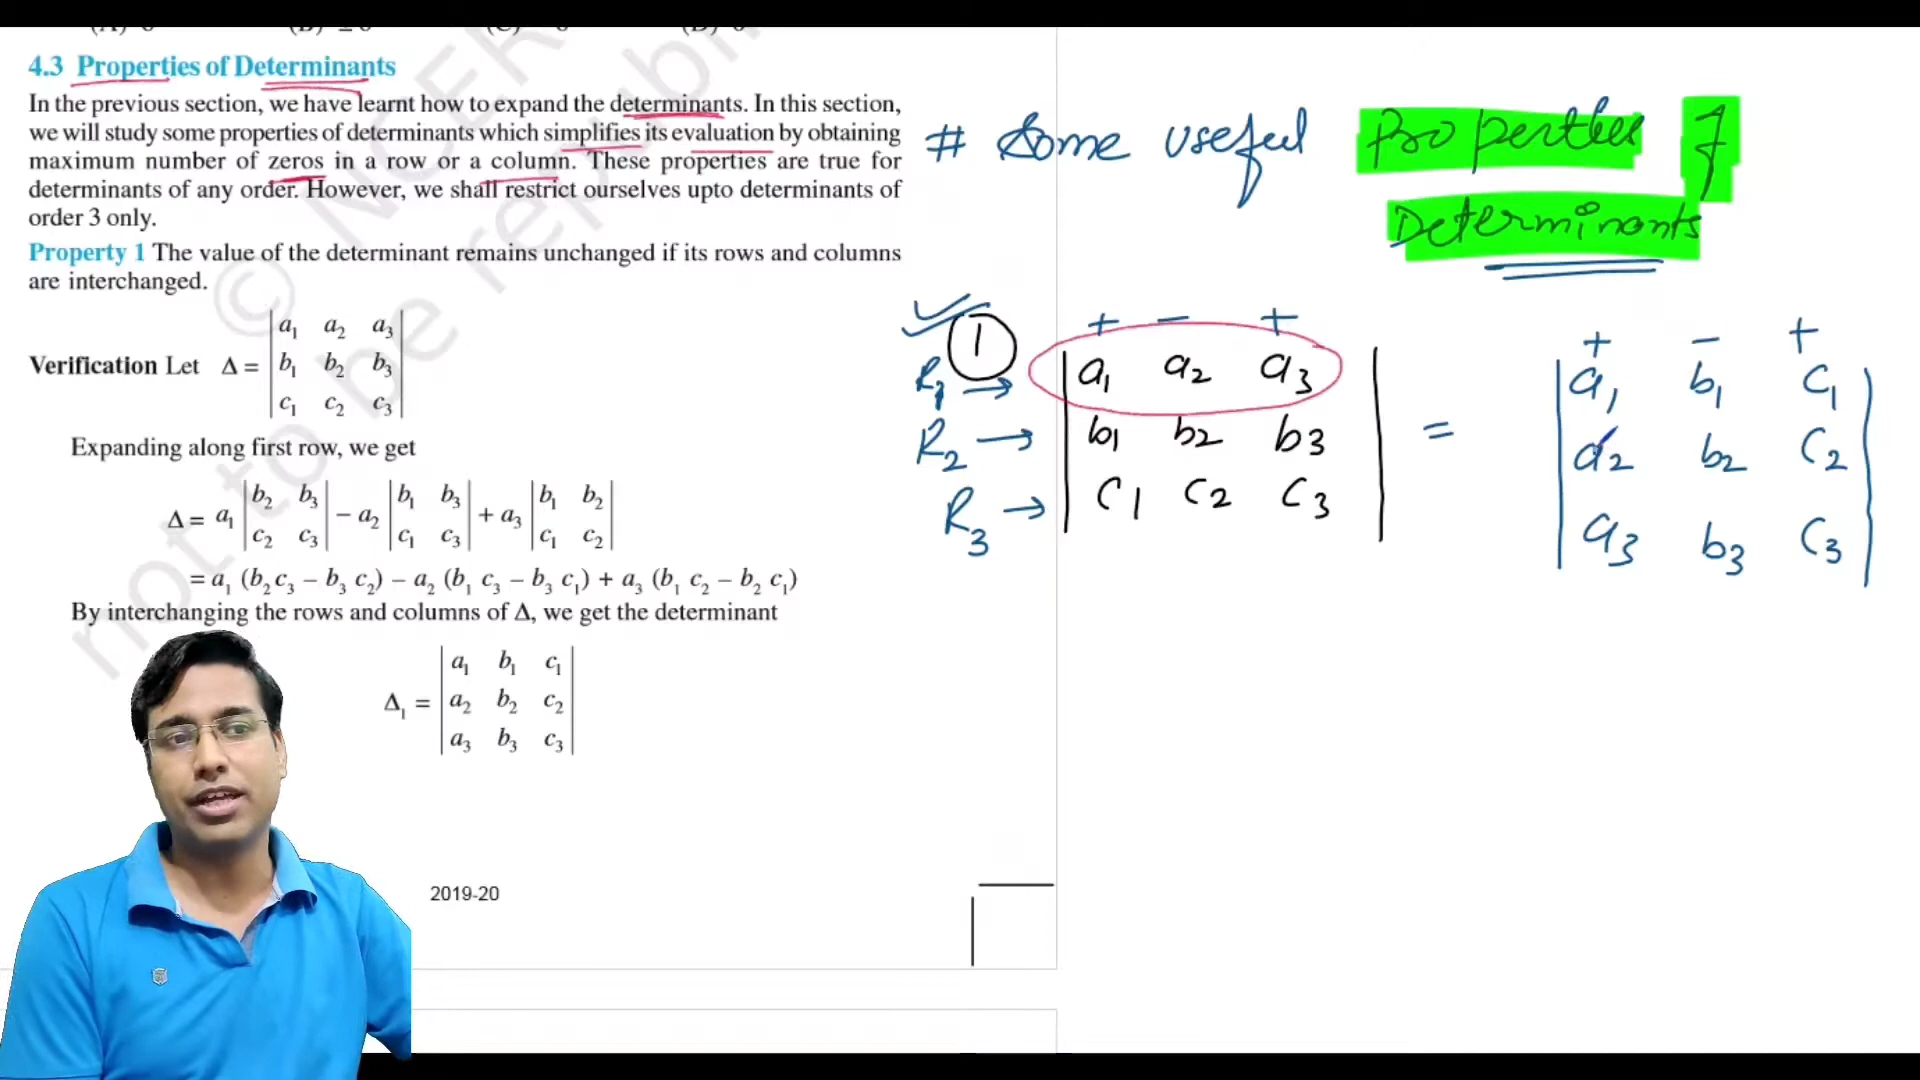 4.3 Properties of Determinants
In the previous section, we have learnt how to expand the determinants. In this section,
we will study some properties of determinants which simplifies its evaluation by obtaining
maximum number of zeros in a row or a column. These properties are true for
determinants of any order. However, we shall restrict ourselves upto determinants of
order 3 only.
Property 1 The value of the determinant remains unchanged if its rows and columns
are interchanged.
Verification Let Δ =
a₁ a₂ a₃
b₁ b₂ b₃
c₁ c₂ c₃
Expanding along first row, we get
Δ = a₁ |b₂ b₃| − a₂ |b₁ b₃| + a₃ |b₁ b₂|
|c₂ c₃| |c₁ c₃| |c₁ c₂|
= a₁ (b₂ c₃ – b₃ c₂) − a₂ (b₁ c₃ – b₃ c₁) + a₃ (b₁ c₂ – b₂ c₁)
By interchanging the rows and columns of Δ, we get the determinant
Δ₁ =
a₁ b₁ c₁
a₂ b₂ c₂
a₃ b₃ c₃
2019-20
© NCER
not to be republi
# Some useful Properties of
Determinants
1
+ − +
R₁ → a₁ a₂ a₃
R₂ → b₁ b₂ b₃
R₃ → c₁ c₂ c₃
=
+ − +
a₁ b₁ c₁
a₂ b₂ c₂
a₃ b₃ c₃